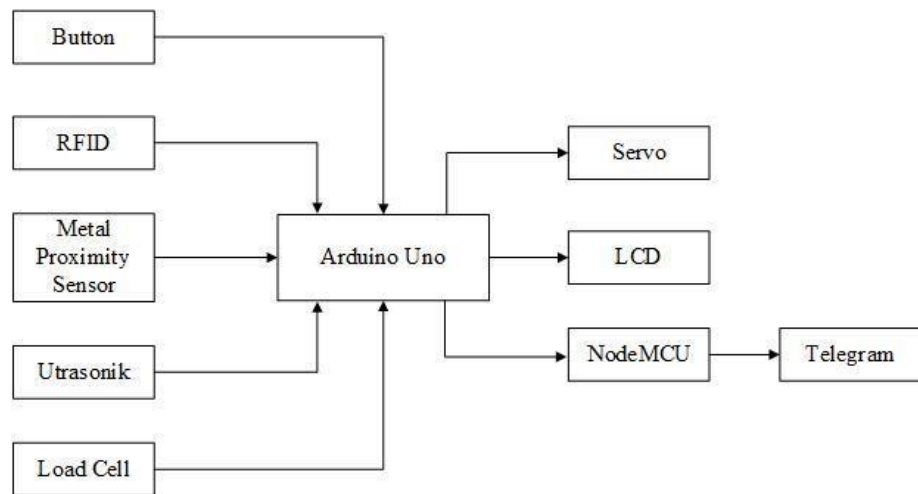 Button
RFID
Metal
Proximity
Sensor
Utrasonik
Load Cell
Arduino Uno
Servo
LCD
NodeMCU
Telegram